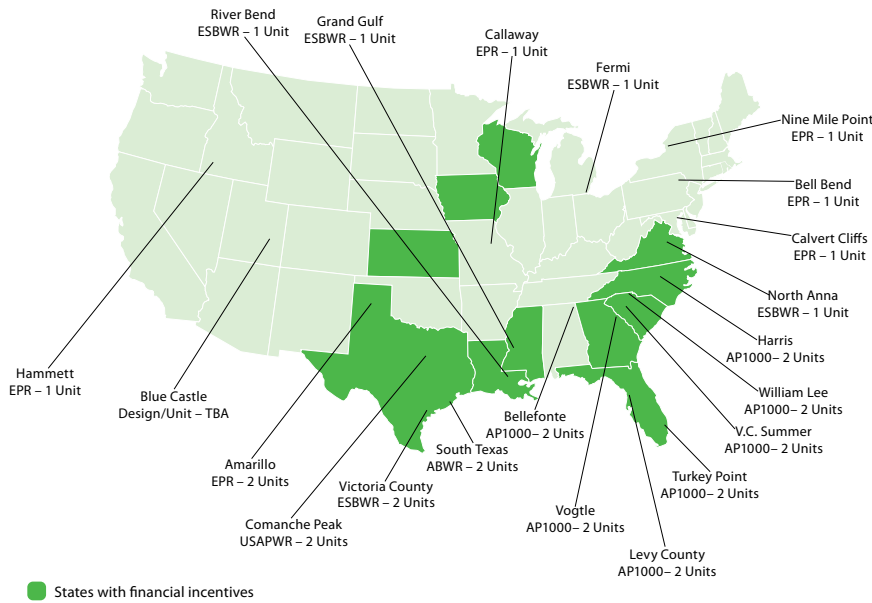 River Bend
ESBWR – 1 Unit
Grand Gulf
ESBWR – 1 Unit
Callaway
EPR – 1 Unit
Fermi
ESBWR – 1 Unit
Nine Mile Point
EPR – 1 Unit
Bell Bend
EPR – 1 Unit
Calvert Cliffs
EPR – 1 Unit
North Anna
ESBWR – 1 Unit
Harris
AP1000– 2 Units
William Lee
AP1000– 2 Units
V.C. Summer
AP1000– 2 Units
Turkey Point
AP1000– 2 Units
Levy County
AP1000– 2 Units
Vogtle
AP1000– 2 Units
Bellefonte
AP1000– 2 Units
South Texas
ABWR – 2 Units
Victoria County
ESBWR – 2 Units
Comanche Peak
USAPWR – 2 Units
Amarillo
EPR – 2 Units
Blue Castle
Design/Unit – TBA
Hammett
EPR – 1 Unit
States with financial incentives